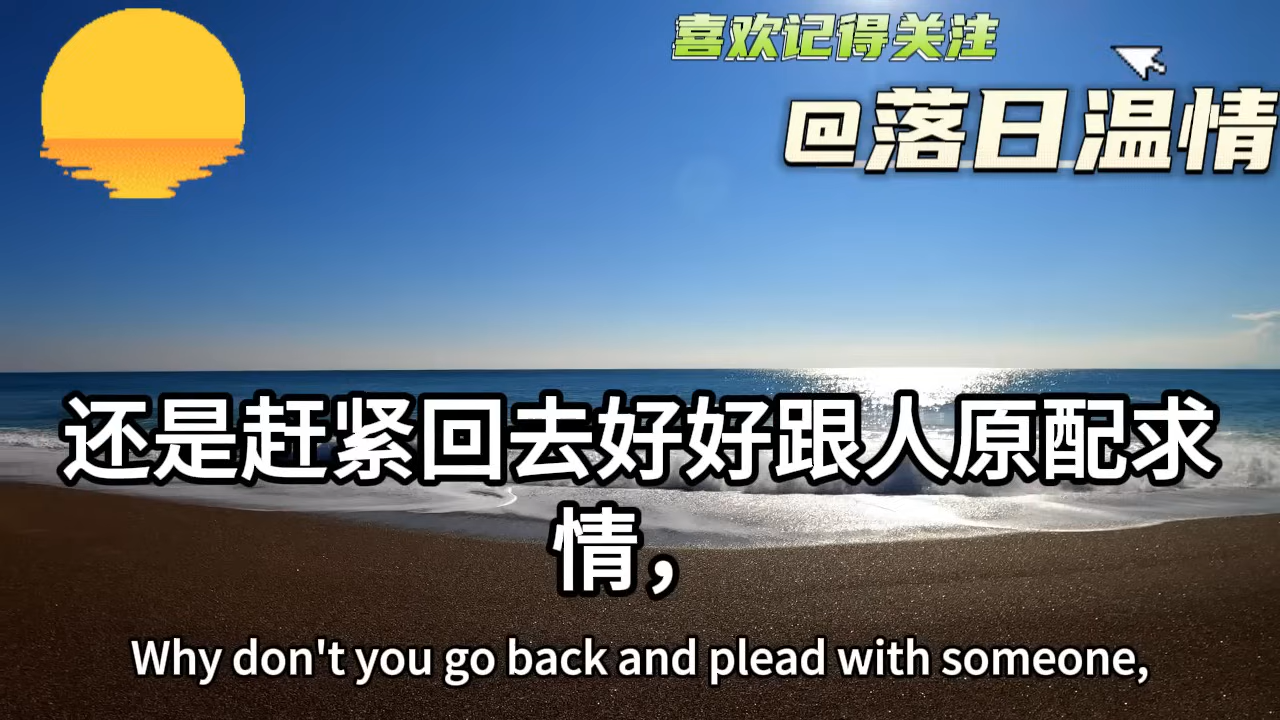 喜欢记得关注
@落日温情
还是赶紧回去好好跟人原配求
情，
Why don't you go back and plead with someone,